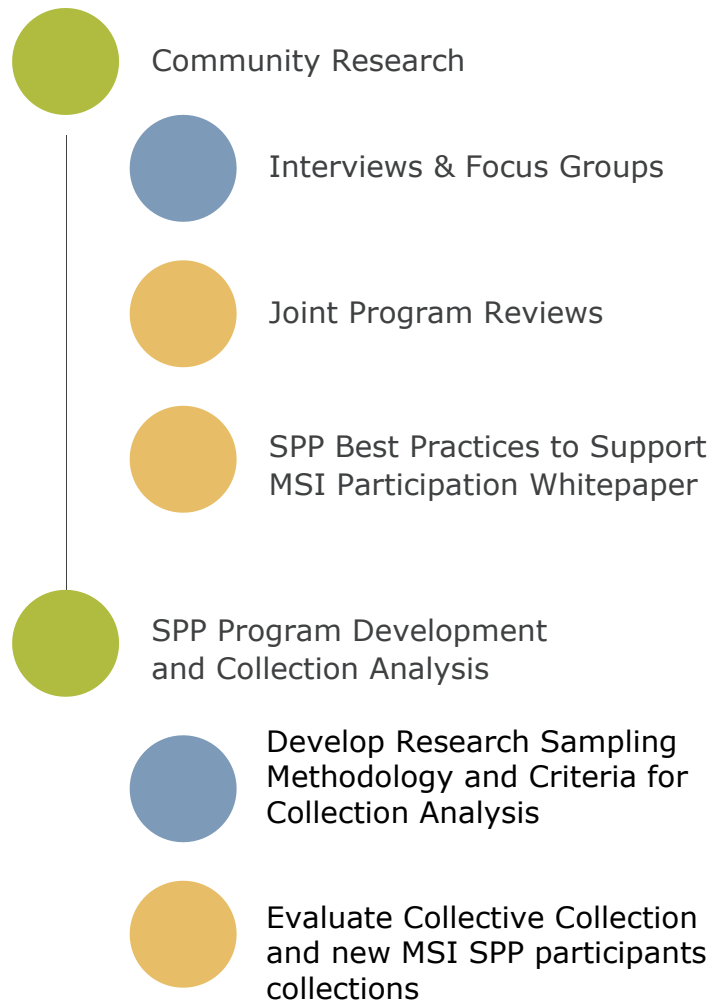 Community Research
Interviews & Focus Groups
Joint Program Reviews
SPP Best Practices to Support
MSI Participation Whitepaper
SPP Program Development
and Collection Analysis
Develop Research Sampling
Methodology and Criteria for
Collection Analysis
Evaluate Collective Collection
and new MSI SPP participants
collections